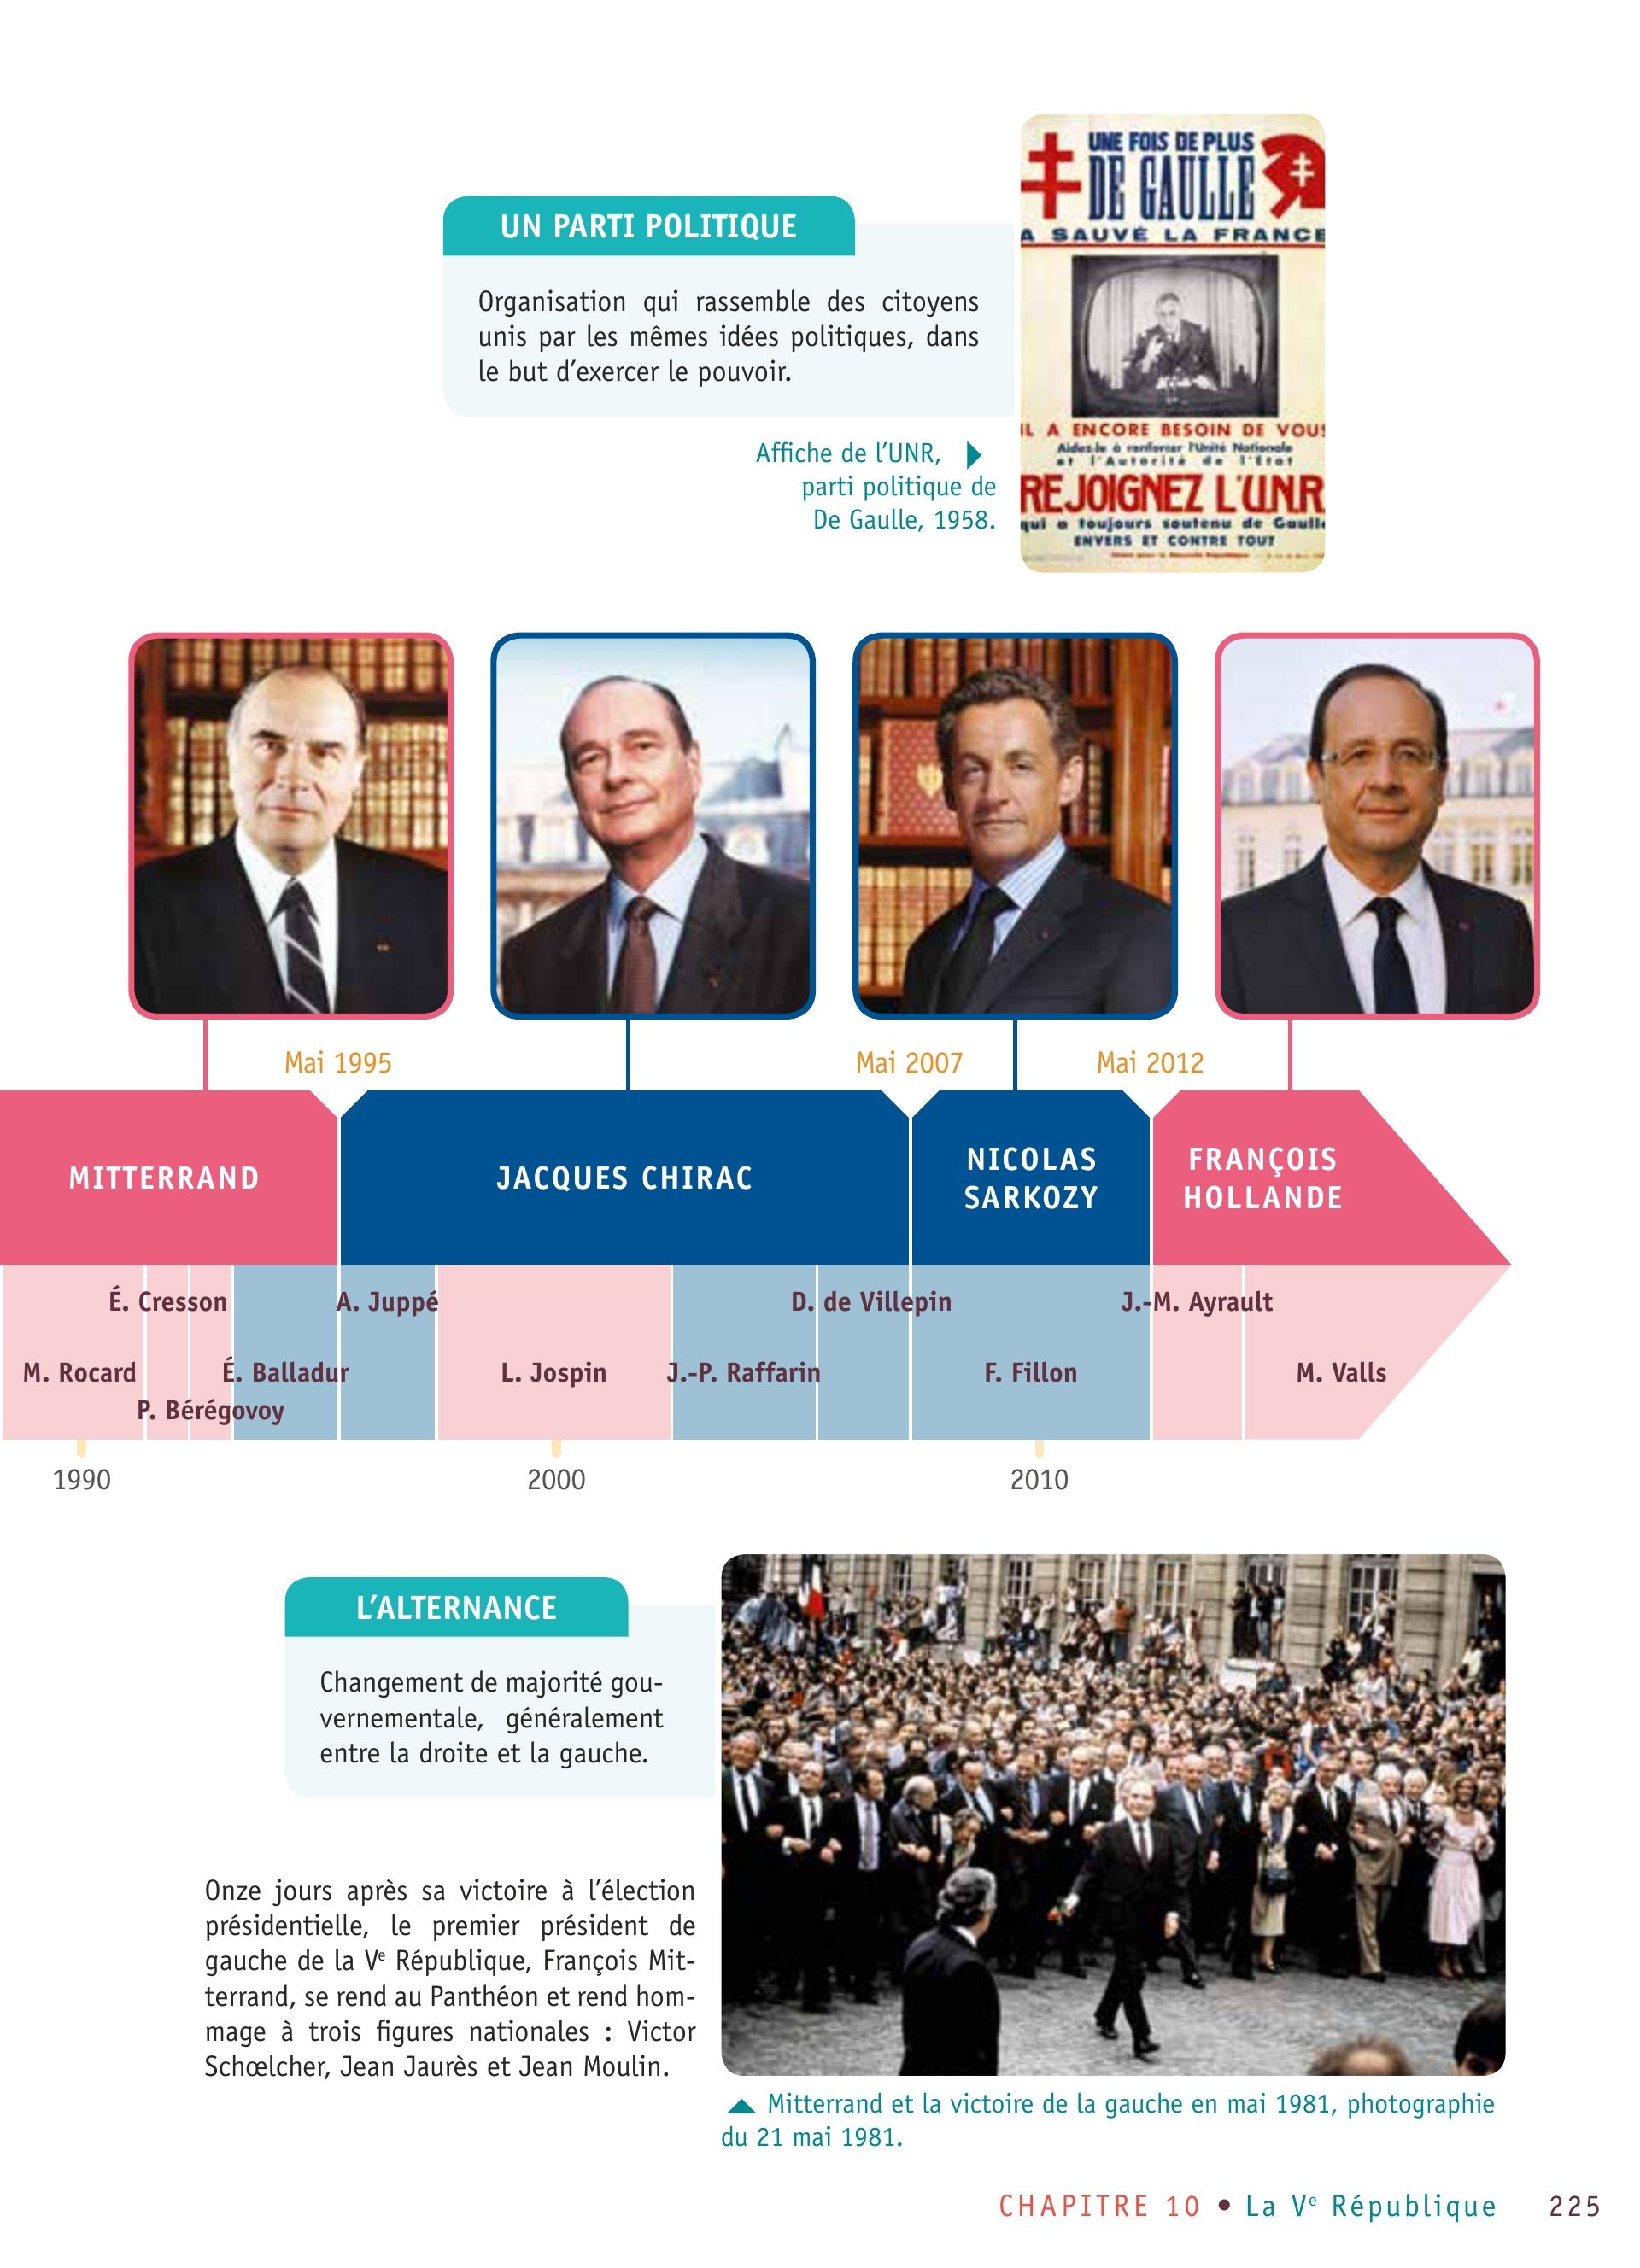 UNE FOIS DE PLUS
DE GAULLE
A SAUVÉ LA FRANCE
IL A ENCORE BESOIN DE VOUS
Aidez-le à renforcer l'Unité Nationale
et l'Autorité de l'Etat
REJOIGNEZ L'UNR
qui a toujours soutenu de Gaulle
ENVERS ET CONTRE TOUT
UN PARTI POLITIQUE
Organisation qui rassemble des citoyens
unis par les mêmes idées politiques, dans
le but d'exercer le pouvoir.
Affiche de l'UNR,
parti politique de
De Gaulle, 1958.
Mai 1995
Mai 2007
Mai 2012
MITTERRAND
JACQUES CHIRAC
NICOLAS
SARKOZY
FRANÇOIS
HOLLANDE
É. Cresson
A. Juppé
D. de Villepin
J.-M. Ayrault
M. Rocard
É. Balladur
L. Jospin
J.-P. Raffarin
F. Fillon
M. Valls
P. Bérégovoy
1990
2000
2010
L'ALTERNANCE
Changement de majorité gou-
vernementale, généralement
entre la droite et la gauche.
Onze jours après sa victoire à l'élection
présidentielle, le premier président de
gauche de la Ve République, François Mit-
terrand, se rend au Panthéon et rend hom-
mage à trois figures nationales : Victor
Schœlcher, Jean Jaurès et Jean Moulin.
Mitterrand et la victoire de la gauche en mai 1981, photographie
du 21 mai 1981.
CHAPITRE 10 • La Ve République 225